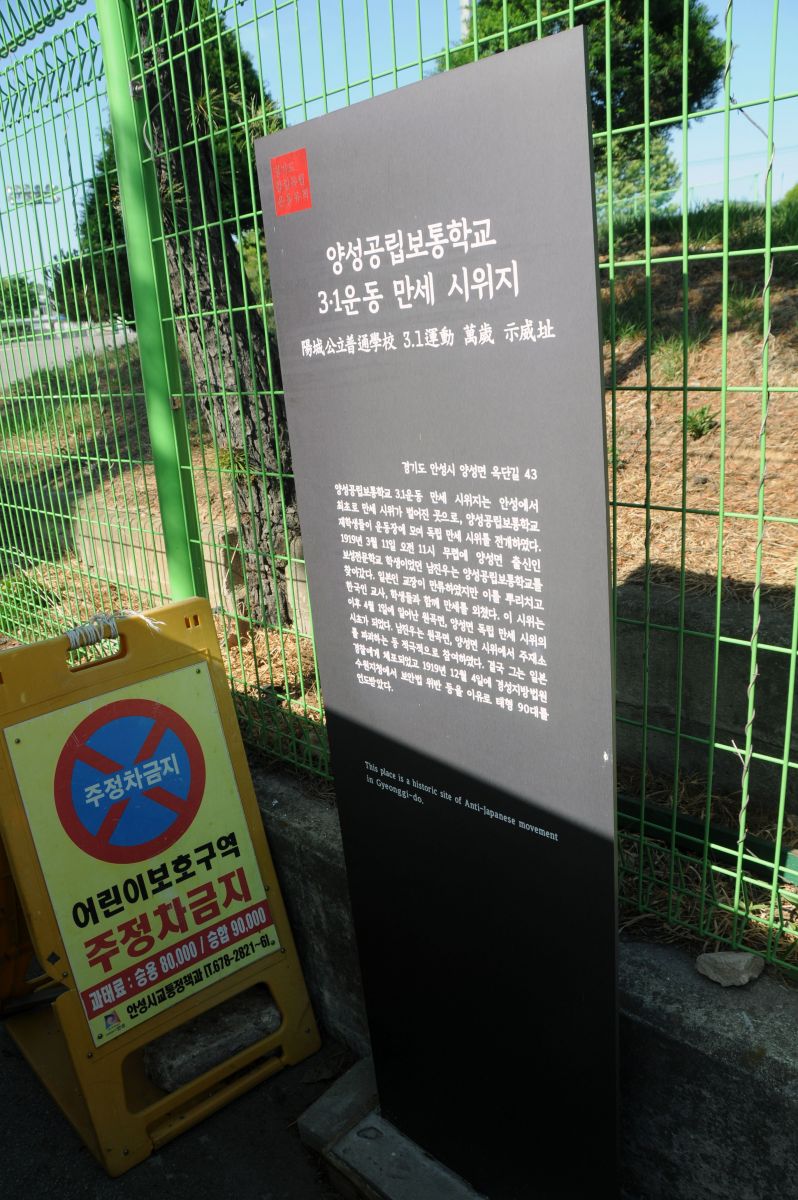 경기도
항일독립
운동유적
양성공립보통학교
3·1운동 만세 시위지
陽城公立普通學校 3.1運動 萬歲 示威址
경기도 안성시 양성면 옥단길 43
양성공립보통학교 3.1운동 만세 시위지는 안성에서
최초로 만세 시위가 벌어진 곳으로, 양성공립보통학교
재학생들이 운동장에 모여 독립 만세 시위를 전개하였다.
1919년 3월 11일 오전 11시 무렵에 양성면 출신인
보성전문학교 학생이었던 남진우는 양성공립보통학교를
찾아갔다. 일본인 교장이 만류하였지만 이를 뿌리치고
한국인 교사, 학생들과 함께 만세를 외쳤다. 이 시위는
이후 4월 1일에 일어난 원곡면, 양성면 독립 만세 시위의
시초가 되었다. 남진우는 원곡면, 양성면 시위에서 주재소
를 파괴하는 등 적극적으로 참여하였다. 결국 그는 일본
경찰에게 체포되었고 1919년 12월 4일에 경성지방법원
수원지청에서 보안법 위반 등을 이유로 태형 90대를
언도받았다.
This place is a historic site of Anti-Japanese movement
in Gyeonggi-do.
주정차금지
어린이보호구역
주정차금지
과태료 : 승용 80,000 / 승합 90,000
안성시교통정책과 (T.678-2821~6)